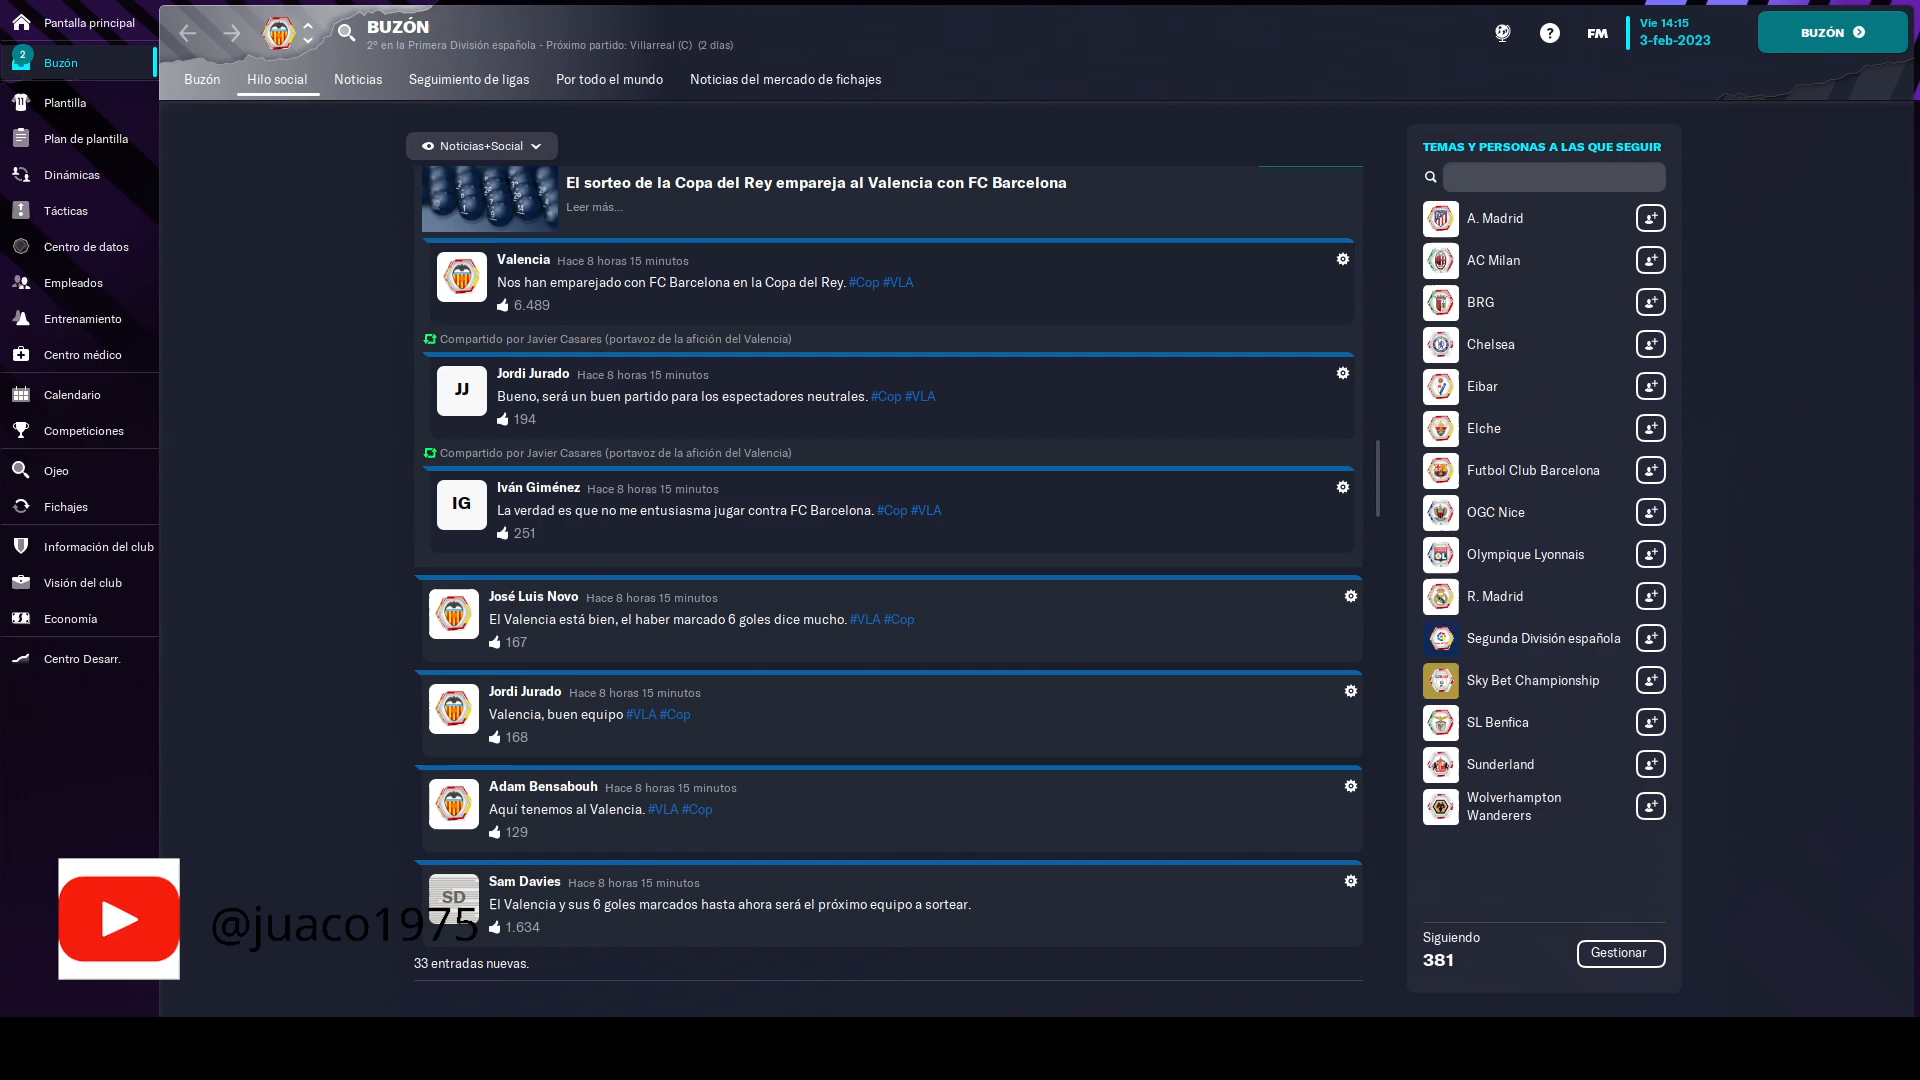 Pantalla principal
2
Buzón
Plantilla
Plan de plantilla
Dinámicas
Tácticas
Centro de datos
Empleados
Entrenamiento
Centro médico
Calendario
Competiciones
Ojeo
Fichajes
Información del club
Visión del club
Economía
Centro Desarr.
BUZÓN
2º en la Primera División española - Próximo partido: Villarreal (C) (2 días)
FM
Vie 14:15
3-feb-2023
BUZÓN
Buzón
Hilo social
Noticias
Seguimiento de ligas
Por todo el mundo
Noticias del mercado de fichajes
Noticias+Social
El sorteo de la Copa del Rey empareja al Valencia con FC Barcelona
Leer más...
Valencia Hace 8 horas 15 minutos
Nos han emparejado con FC Barcelona en la Copa del Rey. #Cop #VLA
6.489
Compartido por Javier Casares (portavoz de la afición del Valencia)
JJ
Jordi Jurado Hace 8 horas 15 minutos
Bueno, será un buen partido para los espectadores neutrales. #Cop #VLA
194
Compartido por Javier Casares (portavoz de la afición del Valencia)
IG
Iván Giménez Hace 8 horas 15 minutos
La verdad es que no me entusiasma jugar contra FC Barcelona. #Cop #VLA
251
José Luis Novo Hace 8 horas 15 minutos
El Valencia está bien, el haber marcado 6 goles dice mucho. #VLA #Cop
167
Jordi Jurado Hace 8 horas 15 minutos
Valencia, buen equipo #VLA #Cop
168
Adam Bensabouh Hace 8 horas 15 minutos
Aquí tenemos al Valencia. #VLA #Cop
129
SD
Sam Davies Hace 8 horas 15 minutos
El Valencia y sus 6 goles marcados hasta ahora será el próximo equipo a sortear.
1.634
33 entradas nuevas.
@juaco1975
TEMAS Y PERSONAS A LAS QUE SEGUIR
A. Madrid
AC Milan
BRG
Chelsea
Eibar
Elche
Futbol Club Barcelona
OGC Nice
Olympique Lyonnais
R. Madrid
Segunda División española
Sky Bet Championship
SL Benfica
Sunderland
Wolverhampton
Wanderers
Siguiendo
381
Gestionar